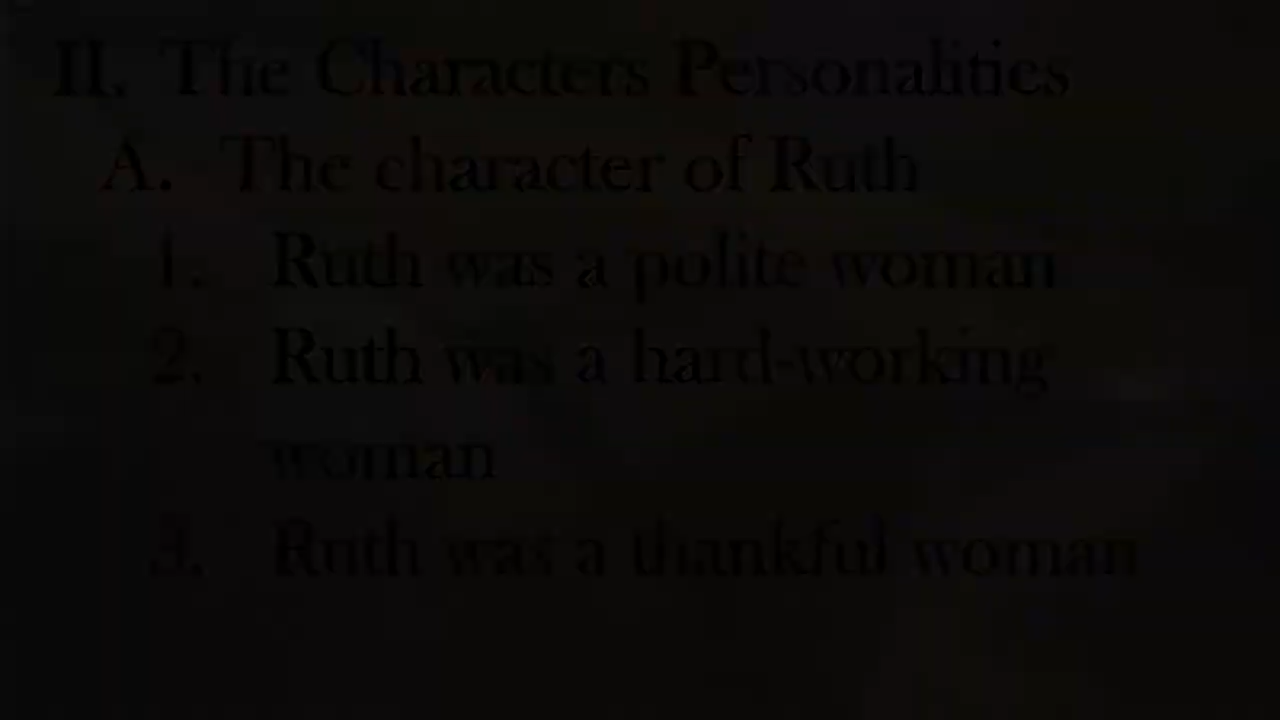 II. The Characters Personalities
A. The character of Ruth
1. Ruth was a polite woman
2. Ruth was a hard-working
woman
3. Ruth was a thankful woman